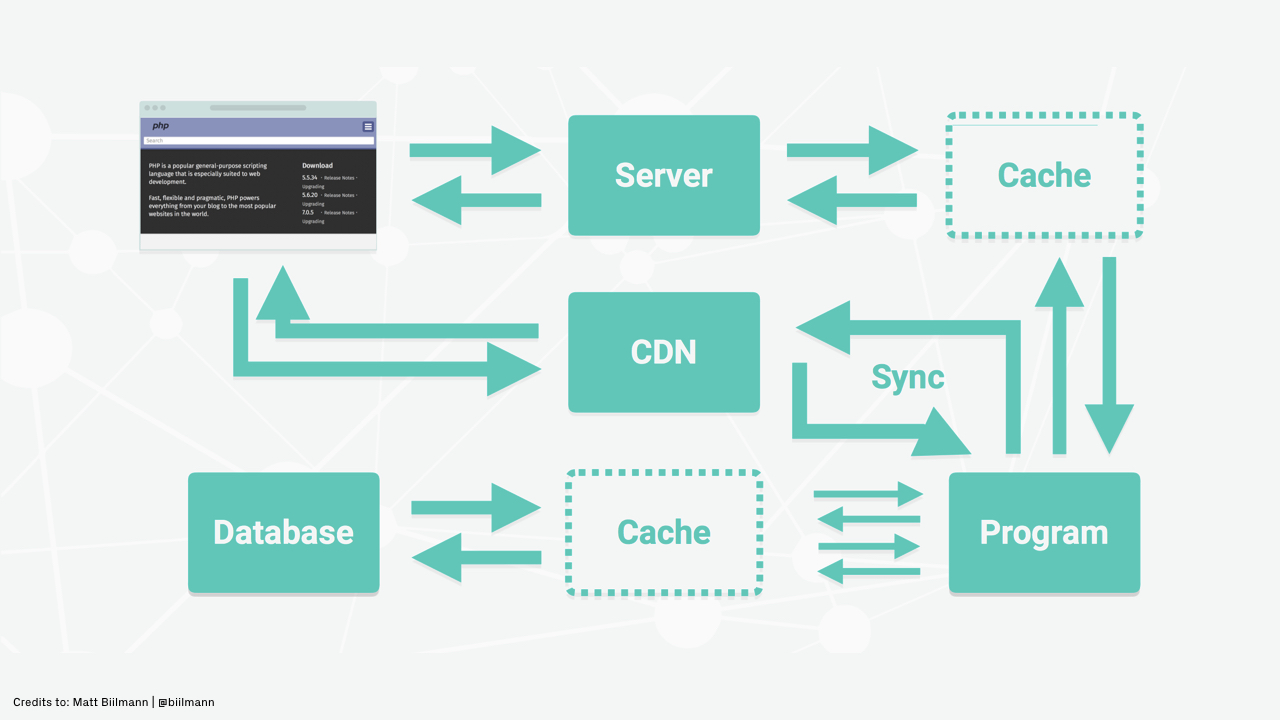 php
Search
PHP is a popular general-purpose scripting
language that is especially suited to web
development.
Fast, flexible and pragmatic, PHP powers
everything from your blog to the most popular
websites in the world.
Download
5.5.34 · Release Notes ·
Upgrading
5.6.20 · Release Notes ·
Upgrading
7.0.5 · Release Notes ·
Upgrading
Server
Cache
CDN
Sync
Database
Cache
Program
Credits to: Matt Biilmann | @biilmann